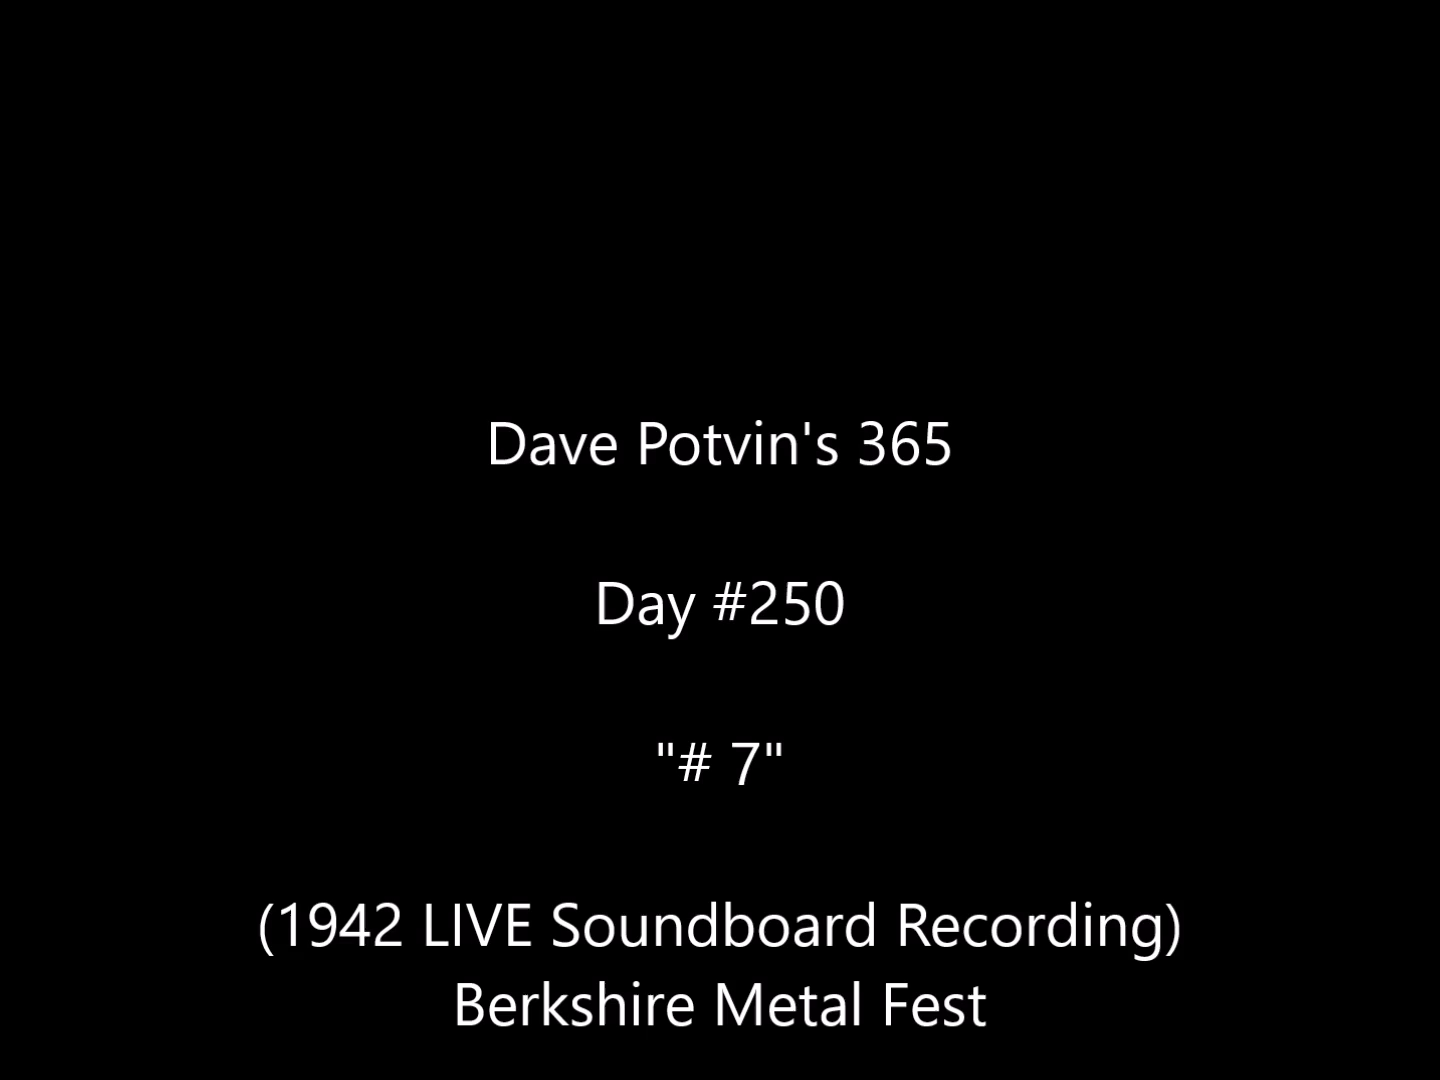 Dave Potvin's 365
Day #250
"# 7"
(1942 LIVE Soundboard Recording)
Berkshire Metal Fest